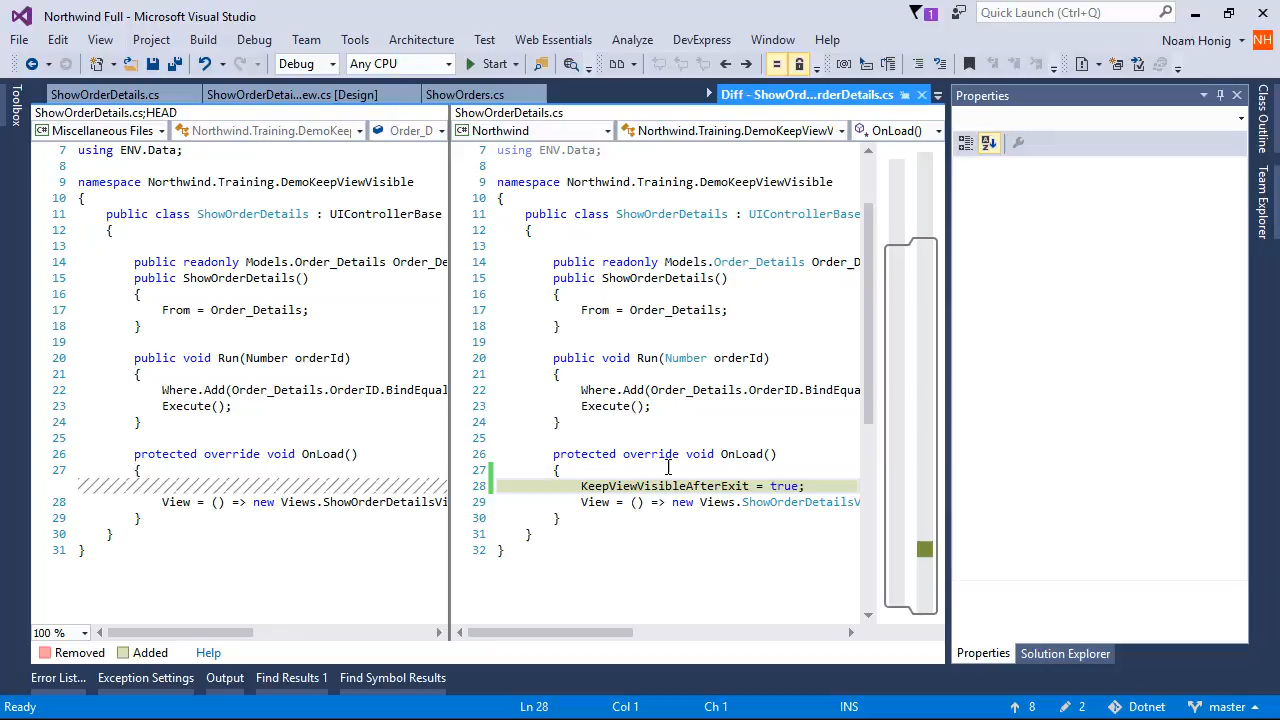 Northwind Full - Microsoft Visual Studio
1
Quick Launch (Ctrl+Q)
File Edit View Project Build Debug Team Tools Architecture Test Web Essentials Analyze DevExpress Window Help
Noam Honig NH
Debug Any CPU Start
Toolbox
ShowOrderDetails.cs ShowOrderDetai...ew.cs [Design] ShowOrders.cs Diff - ShowOrd...rderDetails.cs
ShowOrderDetails.cs;HEAD
Miscellaneous Files Northwind.Training.DemoKeep Order_D
7 using ENV.Data;
8
9 namespace Northwind.Training.DemoKeepViewVisible
10 {
11 public class ShowOrderDetails : UIControllerBase
12 {
13
14 public readonly Models.Order_Details Order_De
15 public ShowOrderDetails()
16 {
17 From = Order_Details;
18 }
19
20 public void Run(Number orderId)
21 {
22 Where.Add(Order_Details.OrderID.BindEqual
23 Execute();
24 }
25
26 protected override void OnLoad()
27 {
28 View = () => new Views.ShowOrderDetailsVi
29 }
30 }
31 }
100 %
ShowOrderDetails.cs
Northwind Northwind.Training.DemoKeepViewV OnLoad()
7 using ENV.Data;
8
9 namespace Northwind.Training.DemoKeepViewVisible
10 {
11 public class ShowOrderDetails : UIControllerBase
12 {
13
14 public readonly Models.Order_Details Order_D
15 public ShowOrderDetails()
16 {
17 From = Order_Details;
18 }
19
20 public void Run(Number orderId)
21 {
22 Where.Add(Order_Details.OrderID.BindEqua
23 Execute();
24 }
25
26 protected override void OnLoad()
27 {
28 KeepViewVisibleAfterExit = true;
29 View = () => new Views.ShowOrderDetailsV
30 }
31 }
32 }
Removed Added Help
Properties
Properties Solution Explorer
Class Outline
Team Explorer
Error List... Exception Settings Output Find Results 1 Find Symbol Results
Ready Ln 28 Col 1 Ch 1 INS 8 2 Dotnet master